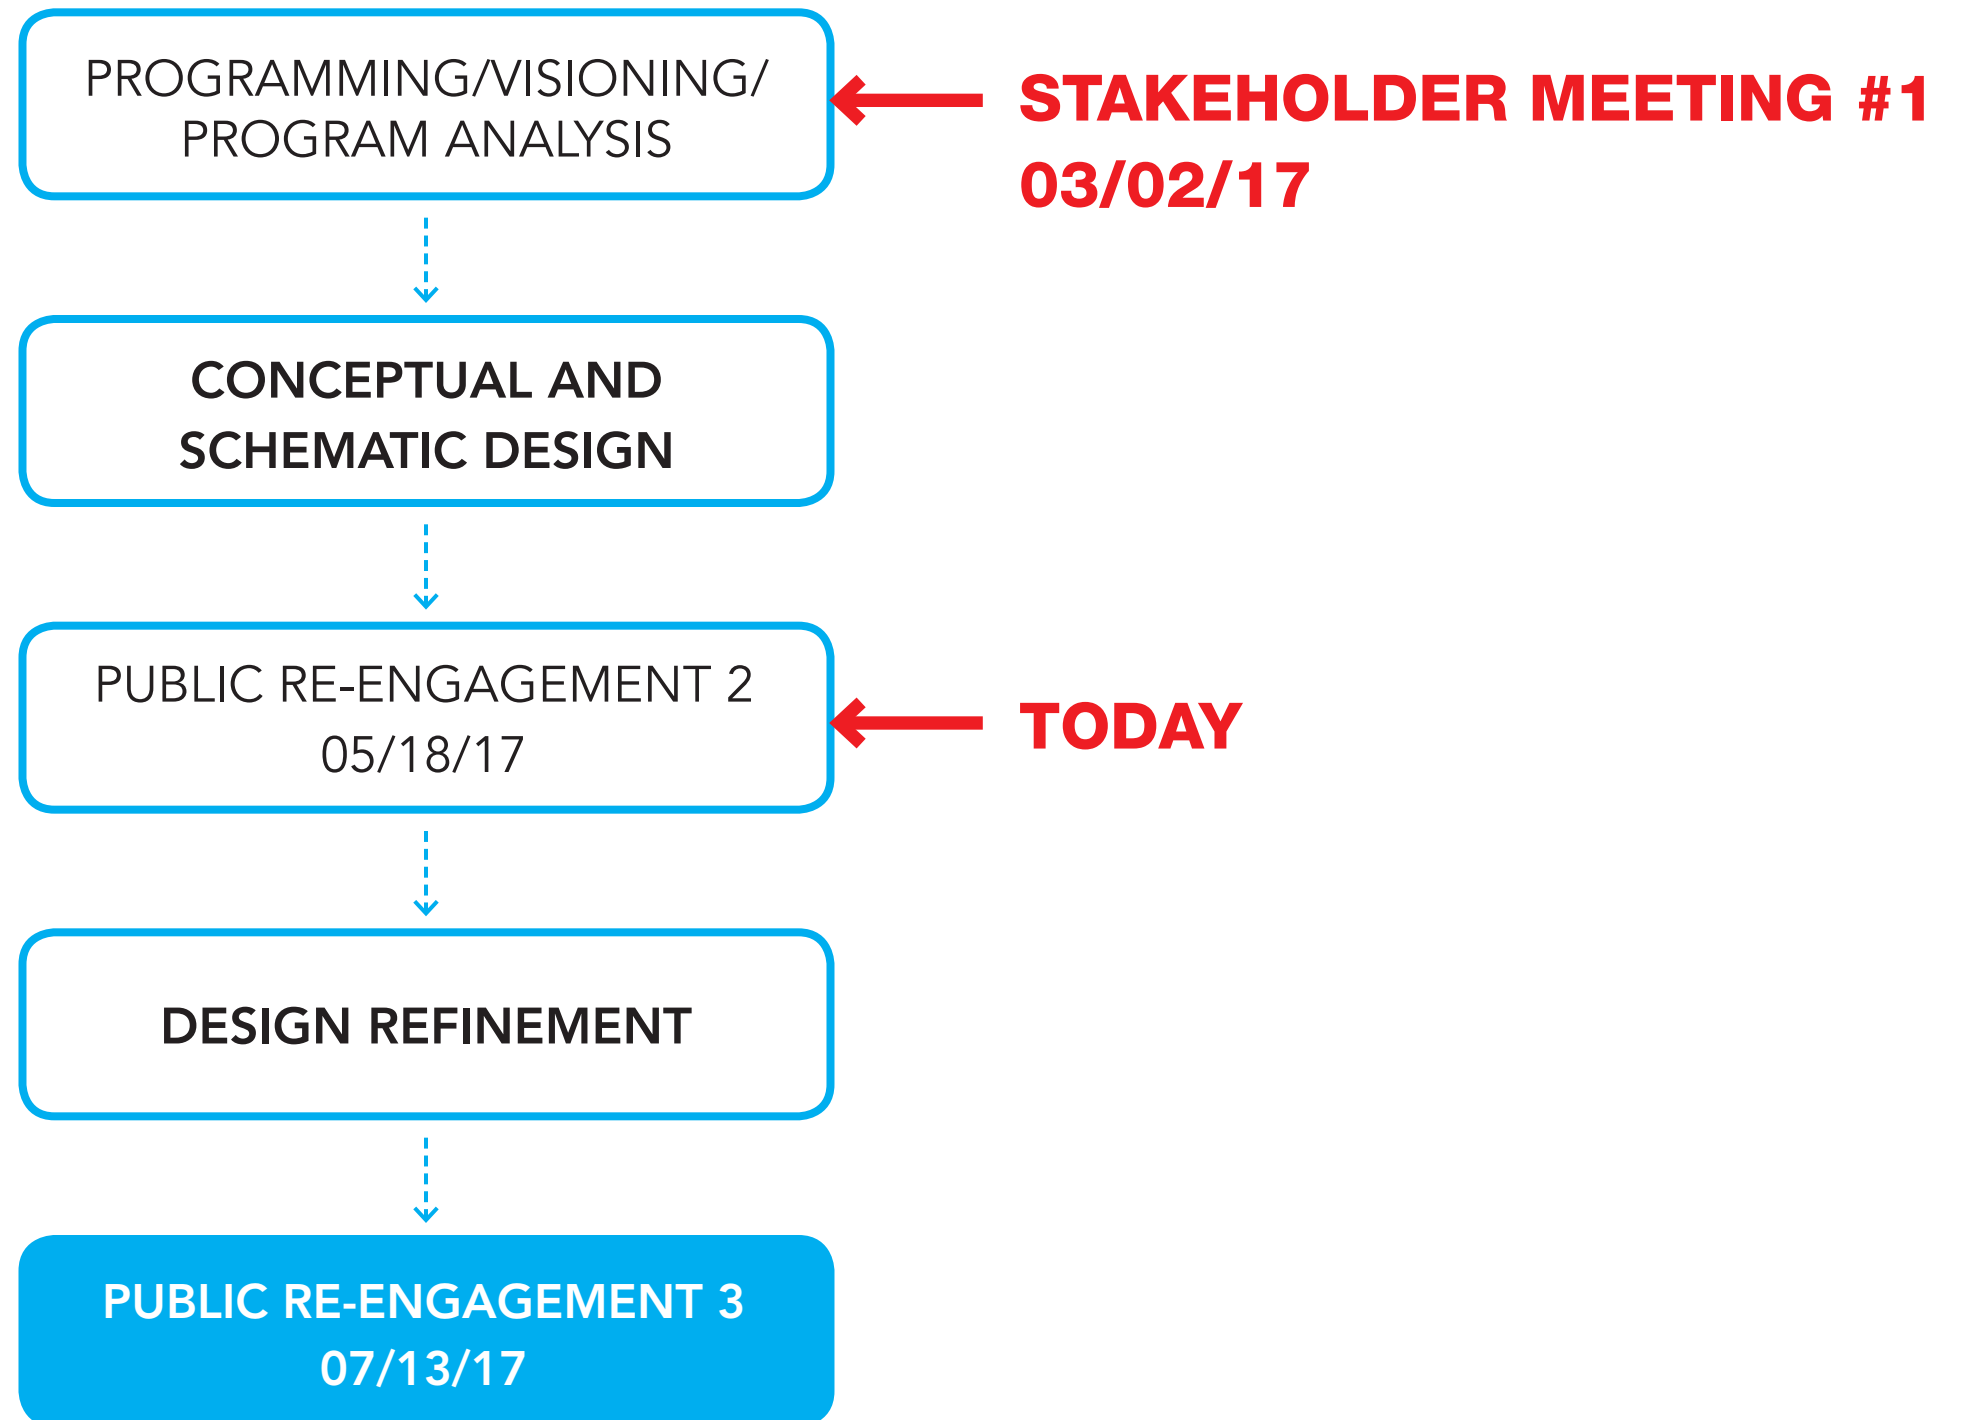 PROGRAMMING/VISIONING/
PROGRAM ANALYSIS
STAKEHOLDER MEETING #1
03/02/17
CONCEPTUAL AND
SCHEMATIC DESIGN
PUBLIC RE-ENGAGEMENT 2
05/18/17
TODAY
DESIGN REFINEMENT
PUBLIC RE-ENGAGEMENT 3
07/13/17